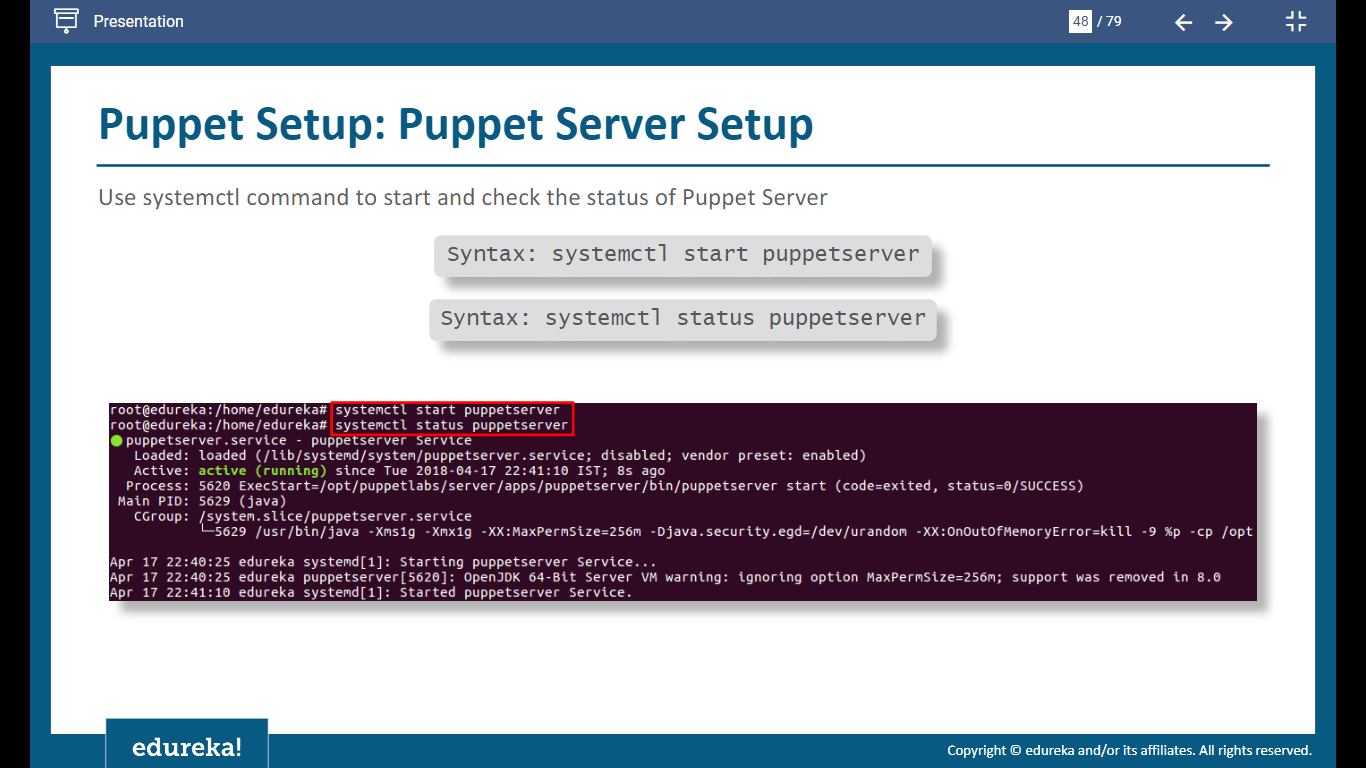 Presentation
48 / 79
Puppet Setup: Puppet Server Setup
Use systemctl command to start and check the status of Puppet Server
Syntax: systemctl start puppetserver
Syntax: systemctl status puppetserver
root@edureka:/home/edureka# systemctl start puppetserver
root@edureka:/home/edureka# systemctl status puppetserver
puppetserver.service - puppetserver Service
Loaded: loaded (/lib/systemd/system/puppetserver.service; disabled; vendor preset: enabled)
Active: active (running) since Tue 2018-04-17 22:41:10 IST; 8s ago
Process: 5620 ExecStart=/opt/puppetlabs/server/apps/puppetserver/bin/puppetserver start (code=exited, status=0/SUCCESS)
Main PID: 5629 (java)
CGroup: /system.slice/puppetserver.service
└─5629 /usr/bin/java -Xms1g -Xmx1g -XX:MaxPermSize=256m -Djava.security.egd=/dev/urandom -XX:OnOutOfMemoryError=kill -9 %p -cp /opt
Apr 17 22:40:25 edureka systemd[1]: Starting puppetserver Service...
Apr 17 22:40:25 edureka puppetserver[5620]: OpenJDK 64-Bit Server VM warning: ignoring option MaxPermSize=256m; support was removed in 8.0
Apr 17 22:41:10 edureka systemd[1]: Started puppetserver Service.
edureka!
Copyright © edureka and/or its affiliates. All rights reserved.